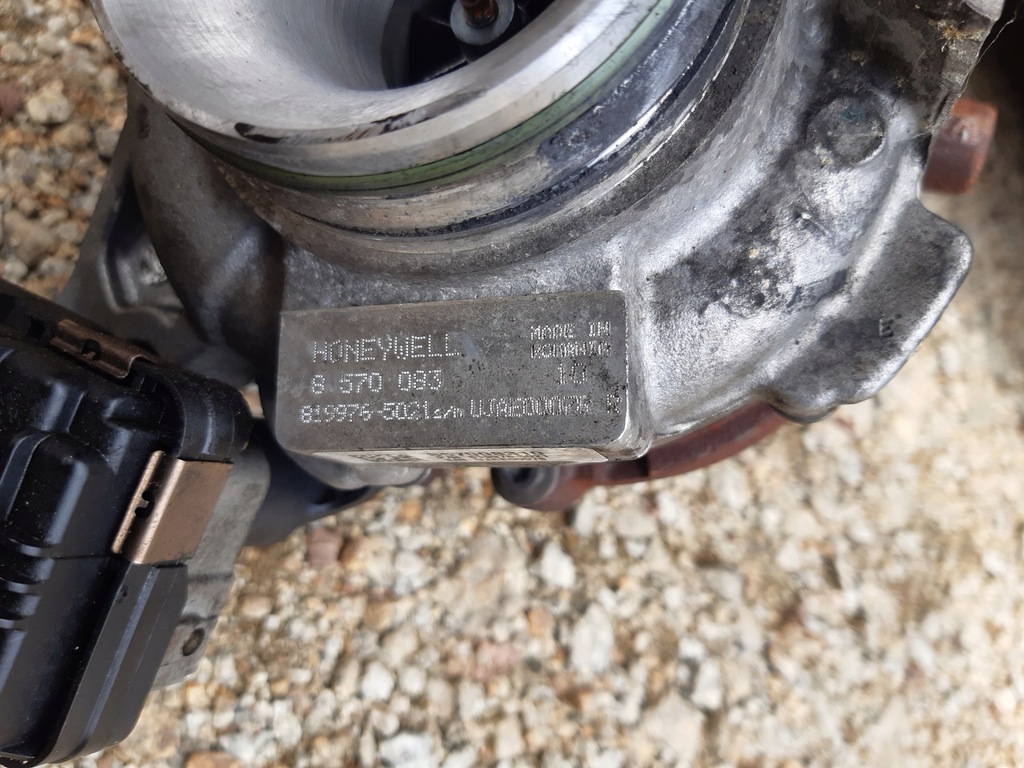 HONEYWELL
MADE IN
ROMANIA
8 570 083
10
819976-5021 s/n
E